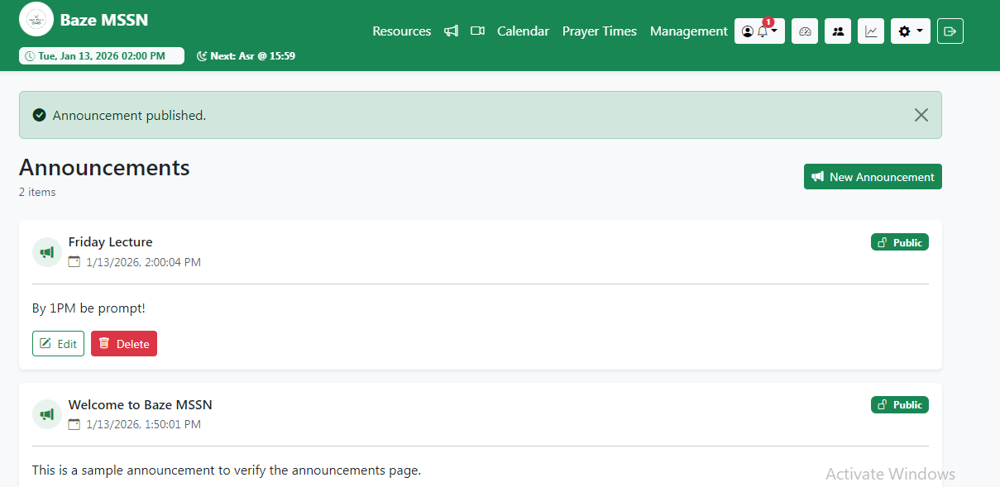 Baze MSSN
Resources Calendar Prayer Times Management 1
Tue, Jan 13, 2026 02:00 PM Next: Asr @ 15:59
Announcement published.
Announcements
2 items
New Announcement
Friday Lecture
Public
1/13/2026, 2:00:04 PM
By 1PM be prompt!
Edit Delete
Welcome to Baze MSSN
Public
1/13/2026, 1:50:01 PM
This is a sample announcement to verify the announcements page.
Activate Windows